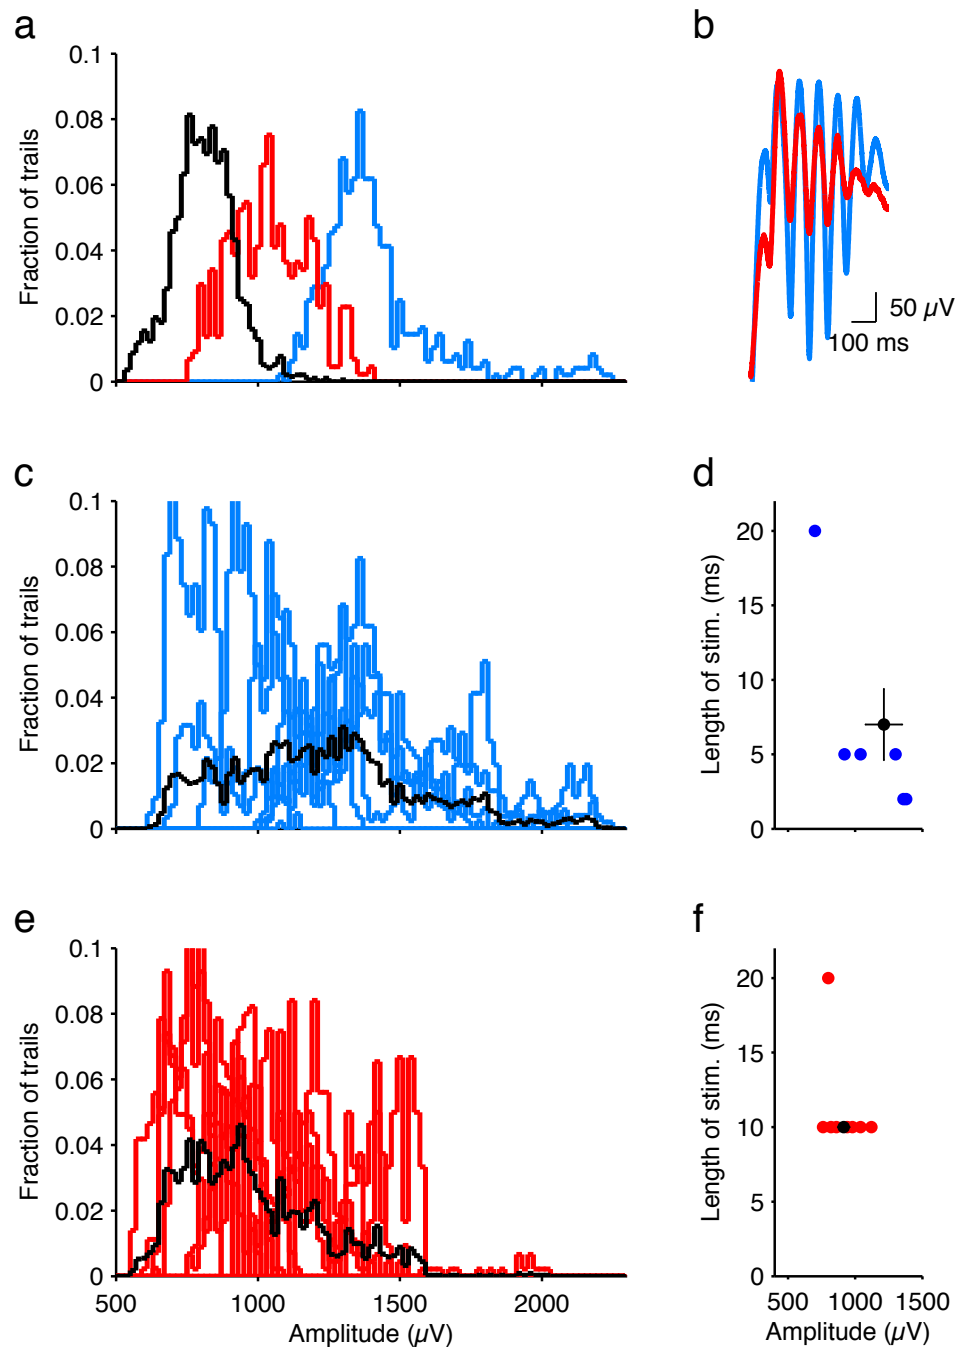 a
0.1
0.08
0.06
0.04
0.02
0
Fraction of trails
b
50 µV
100 ms
c
0.1
0.08
0.06
0.04
0.02
0
Fraction of trails
d
20
15
10
5
0
Length of stim. (ms)
e
0.1
0.08
0.06
0.04
0.02
0
Fraction of trails
500 1000 1500 2000
Amplitude (µV)
f
20
15
10
5
0
Length of stim. (ms)
500 1000 1500
Amplitude (µV)